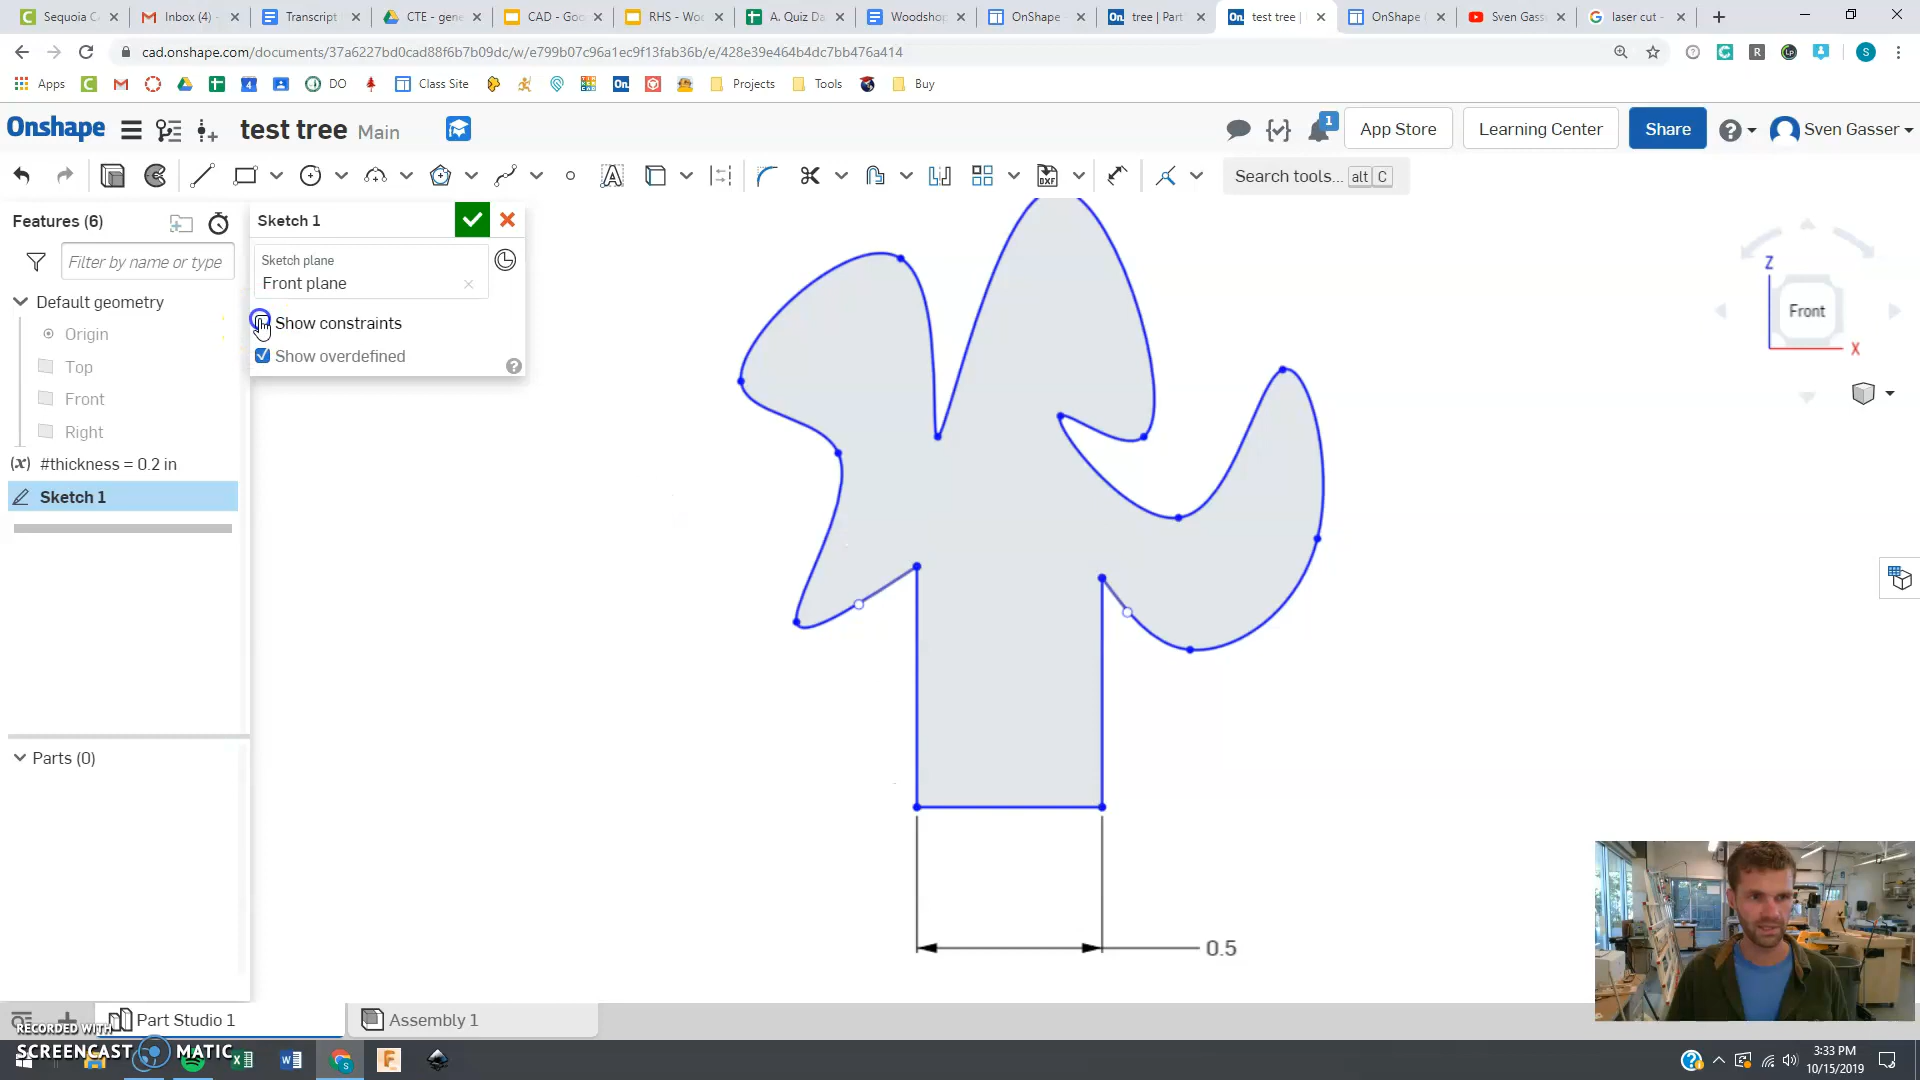 Sequoia C
Inbox (4) -
Transcript
CTE - gene
CAD - Goo
RHS - Woo
A. Quiz Da
Woodshop
OnShape -
tree | Part
test tree |
OnShape
Sven Gass
laser cut -
cad.onshape.com/documents/37a6227bd0cad88f6b7b09dc/w/e799b07c96a1ec9f13fab36b/e/428e39e464b4dc7bb476a414
Apps
DO
Class Site
Projects
Tools
Buy
Onshape
test tree Main
1
App Store
Learning Center
Share
Sven Gasser
Search tools... alt C
Features (6)
Filter by name or type
Default geometry
Origin
Top
Front
Right
(x) #thickness = 0.2 in
Sketch 1
Parts (0)
Sketch 1
Sketch plane
Front plane
Show constraints
Show overdefined
0.5
Z
Front
X
Part Studio 1
Assembly 1
RECORDED WITH
SCREENCAST MATIC
3:33 PM
10/15/2019